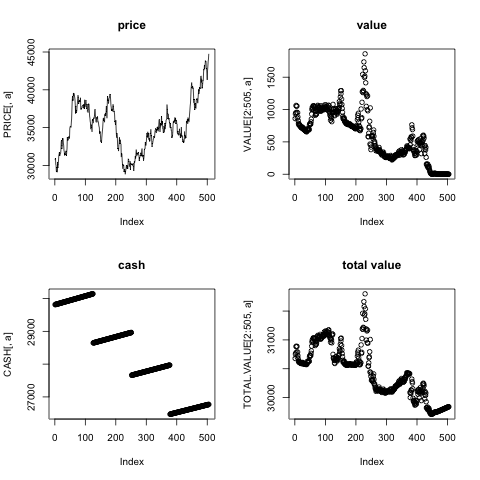 price
PRICE[, a]
30000 35000 40000 45000
0 100 200 300 400 500
Index
value
VALUE[2:505, a]
0 500 1000 1500
0 100 200 300 400 500
Index
cash
CASH[, a]
27000 29000
0 100 200 300 400 500
Index
total value
TOTAL.VALUE[2:505, a]
30000 31000
0 100 200 300 400 500
Index